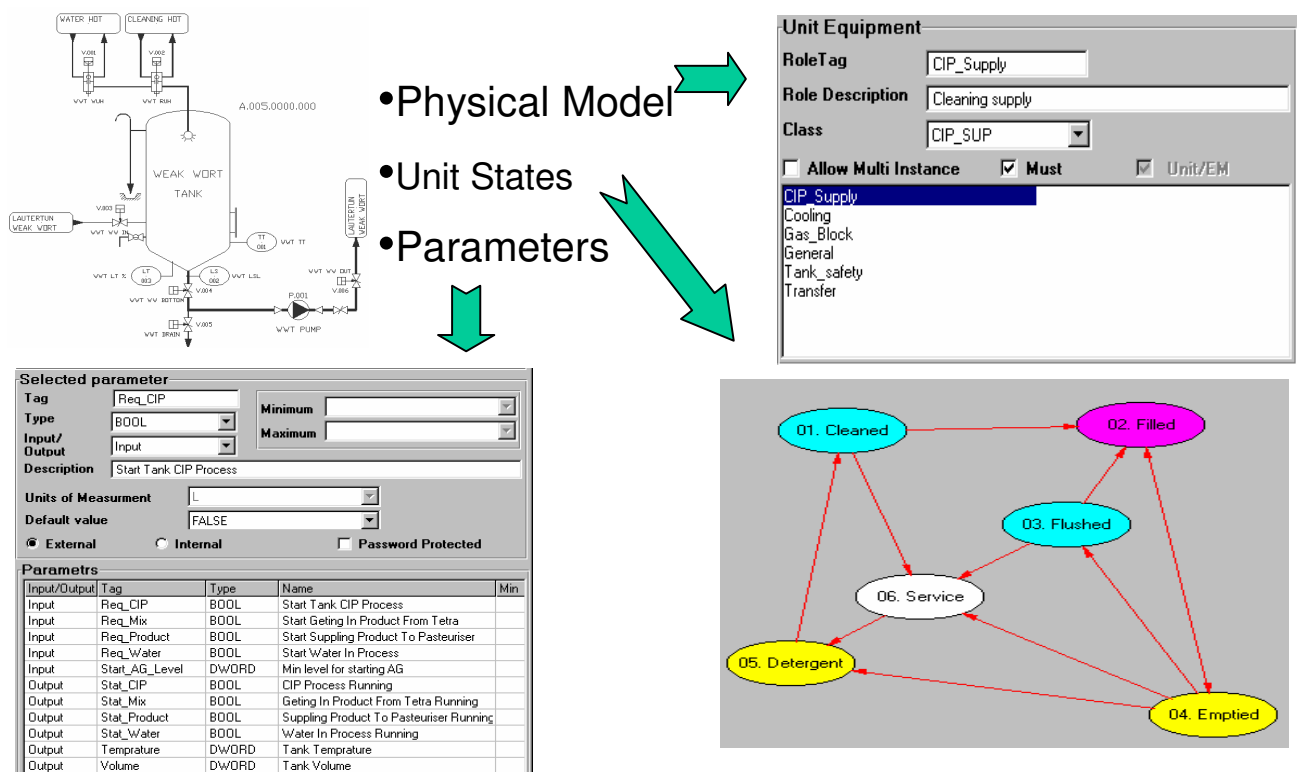 WATER HOT
CLEANING HOT
V.001
V.002
WWT WUH
WWT RUH
A.005.0000.000
WEAK WORT
TANK
V.003
LAUTERTUN
WEAK WORT
WWT WW IN
TT
001
WWT TT
WWT LT %
LT
003
LS
002
WWT LSL
WWT WW BOTTOM
V.004
V.005
WWT DRAIN
P.001
WWT PUMP
WWT WW OUT
V.006
LAUTERTUN
WEAK WORT
•Physical Model
•Unit States
•Parameters
Unit Equipment
RoleTag
CIP_Supply
Role Description
Cleaning supply
Class
CIP_SUP
Allow Multi Instance
Must
Unit/EM
CIP_Supply
Cooling
Gas_Block
General
Tank_safety
Transfer
Selected parameter
Tag
Req_CIP
Type
BOOL
Input/
Output
Input
Minimum
Maximum
Description
Start Tank CIP Process
Units of Measurment
L
Default value
FALSE
External
Internal
Password Protected
Parametrs
Input/Output Tag Type Name Min
Input Req_CIP BOOL Start Tank CIP Process
Input Req_Mix BOOL Start Geting In Product From Tetra
Input Req_Product BOOL Start Suppling Product To Pasteuriser
Input Req_Water BOOL Start Water In Process
Input Start_AG_Level DWORD Min level for starting AG
Output Stat_CIP BOOL CIP Process Running
Output Stat_Mix BOOL Geting In Product From Tetra Running
Output Stat_Product BOOL Suppling Product To Pasteuriser Running
Output Stat_Water BOOL Water In Process Running
Output Temprature DWORD Tank Temprature
Output Volume DWORD Tank Volume
01. Cleaned
02. Filled
03. Flushed
06. Service
05. Detergent
04. Emptied